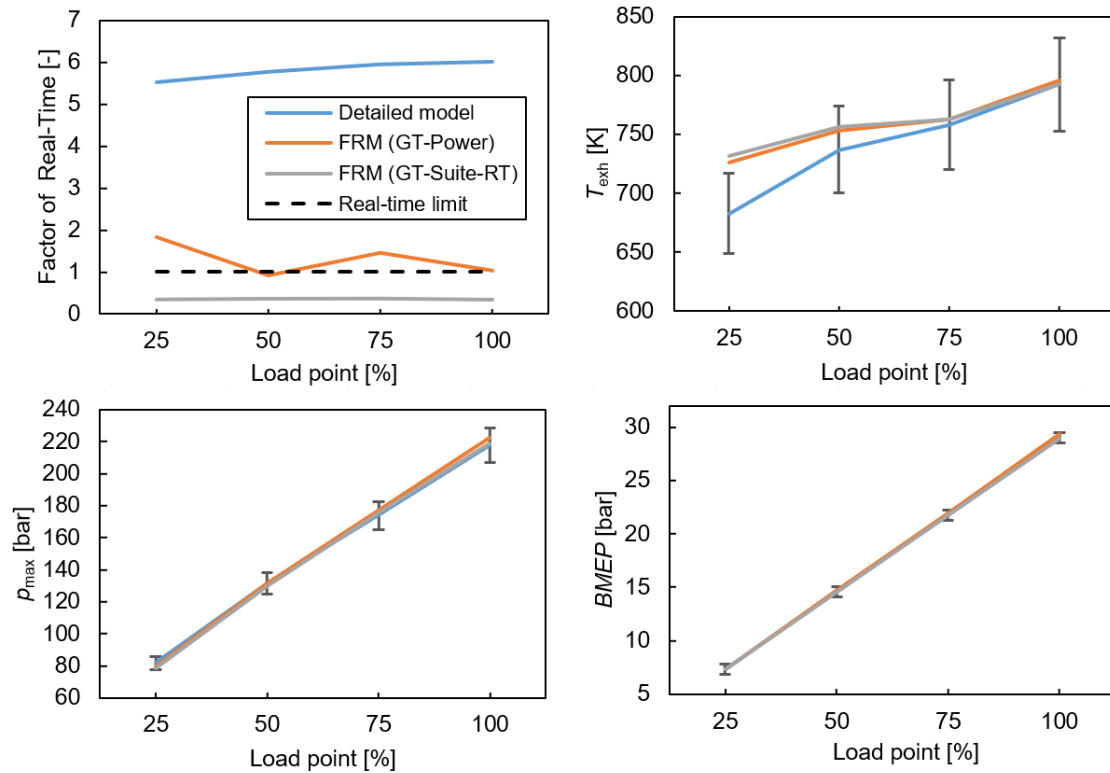 Factor of Real-Time [-]
7
6
5
4
3
2
1
0
Detailed model
FRM (GT-Power)
FRM (GT-Suite-RT)
Real-time limit
25 50 75 100
Load point [%]
T_exh [K]
850
800
750
700
650
600
25 50 75 100
Load point [%]
p_max [bar]
240
220
200
180
160
140
120
100
80
60
25 50 75 100
Load point [%]
BMEP [bar]
30
25
20
15
10
5
25 50 75 100
Load point [%]